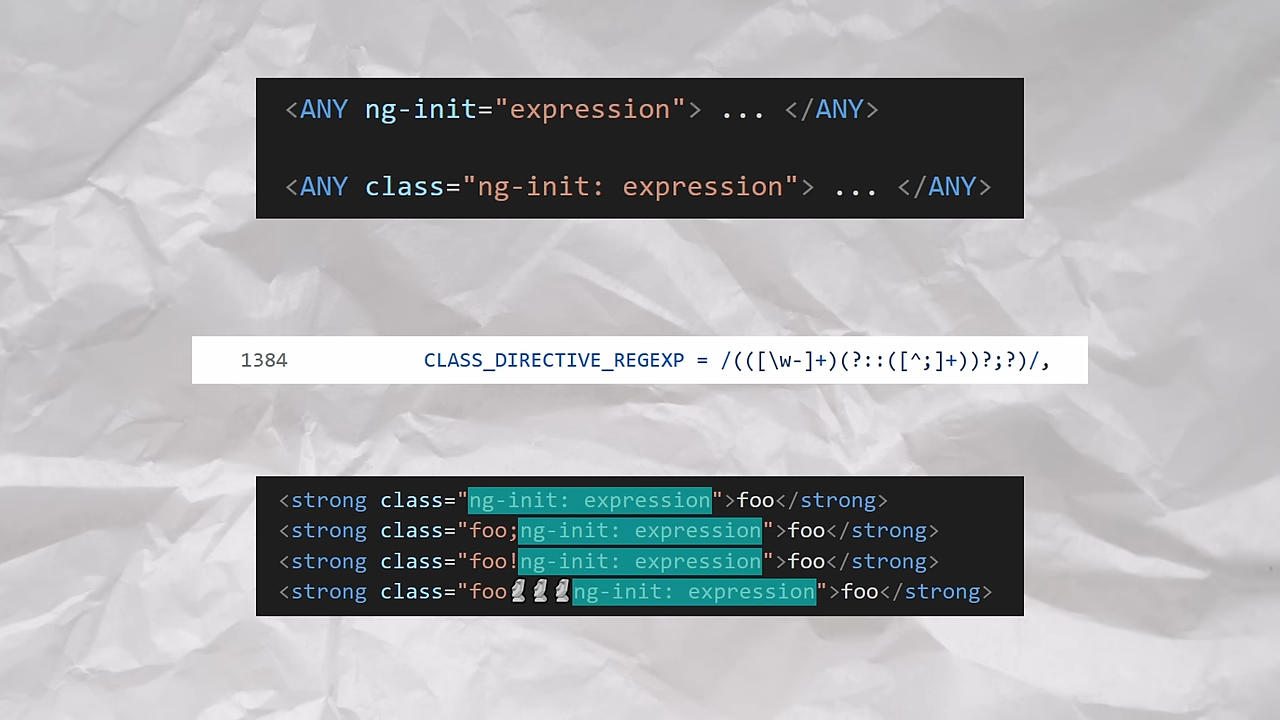 <ANY ng-init="expression"> ... </ANY>
<ANY class="ng-init: expression"> ... </ANY>
1384 CLASS_DIRECTIVE_REGEXP = /(([\w-]+)(?::([^;]+))?;?)/,
<strong class="ng-init: expression">foo</strong>
<strong class="foo;ng-init: expression">foo</strong>
<strong class="foo!ng-init: expression">foo</strong>
<strong class="foo🗿🗿🗿ng-init: expression">foo</strong>